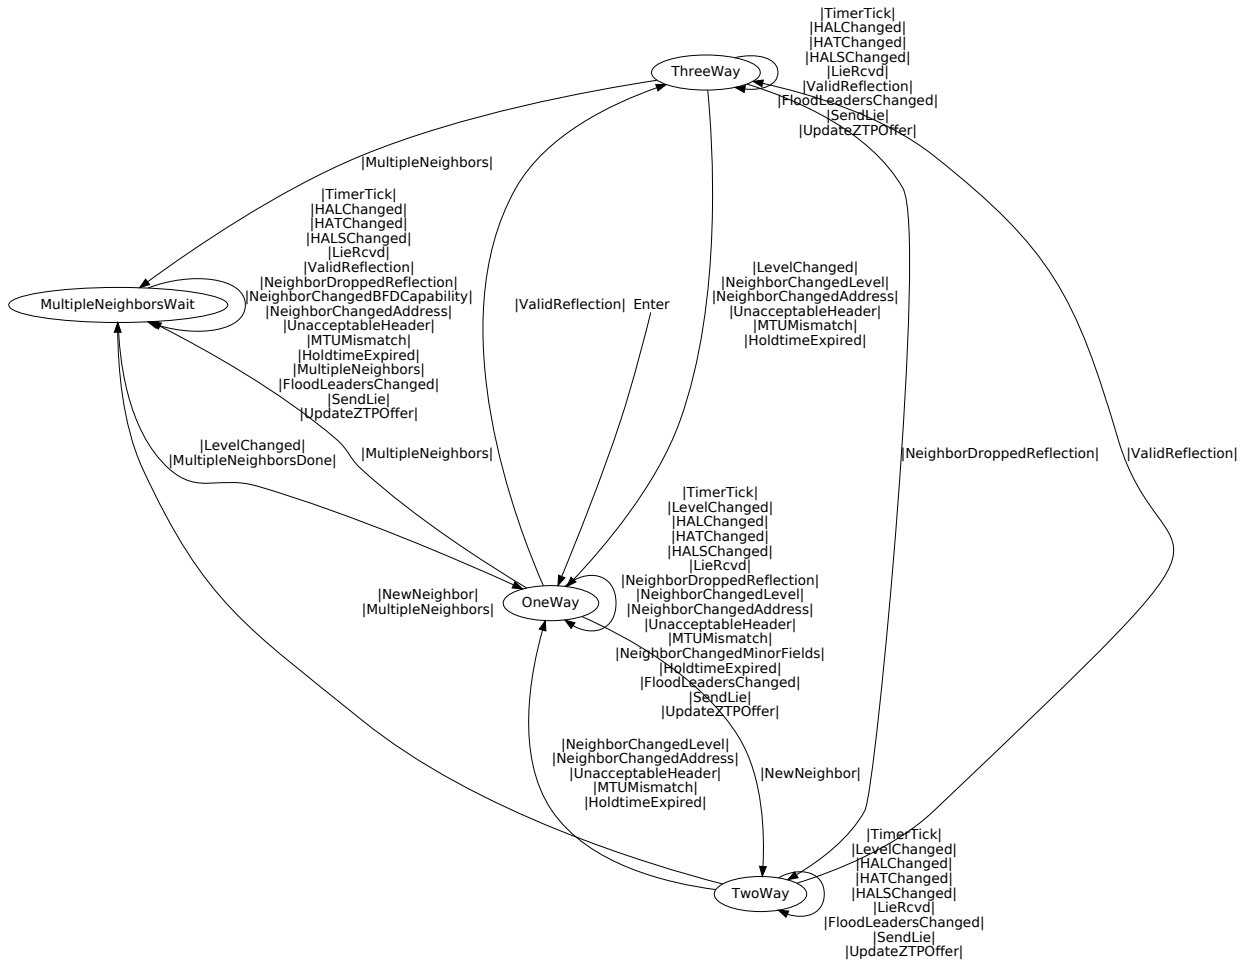 |TimerTick|
|HALChanged|
|HATChanged|
|HALSChanged|
|LieRcvd|
|ValidReflection|
|FloodLeadersChanged|
|SendLie|
|UpdateZTPOffer|
ThreeWay
|MultipleNeighbors|
|TimerTick|
|HALChanged|
|HATChanged|
|HALSChanged|
|LieRcvd|
|ValidReflection|
|NeighborDroppedReflection|
|NeighborChangedBFDCapability|
|NeighborChangedAddress|
|UnacceptableHeader|
|MTUMismatch|
|HoldtimeExpired|
|MultipleNeighbors|
|FloodLeadersChanged|
|SendLie|
|UpdateZTPOffer|
MultipleNeighborsWait
|ValidReflection|
Enter
|LevelChanged|
|NeighborChangedLevel|
|NeighborChangedAddress|
|UnacceptableHeader|
|MTUMismatch|
|HoldtimeExpired|
|LevelChanged|
|MultipleNeighborsDone|
|MultipleNeighbors|
|NeighborDroppedReflection|
|ValidReflection|
|TimerTick|
|LevelChanged|
|HALChanged|
|HATChanged|
|HALSChanged|
|LieRcvd|
|NeighborDroppedReflection|
|NeighborChangedLevel|
|NeighborChangedAddress|
|UnacceptableHeader|
|MTUMismatch|
|NeighborChangedMinorFields|
|HoldtimeExpired|
|FloodLeadersChanged|
|SendLie|
|UpdateZTPOffer|
|NewNeighbor|
|MultipleNeighbors|
OneWay
|NeighborChangedLevel|
|NeighborChangedAddress|
|UnacceptableHeader|
|MTUMismatch|
|HoldtimeExpired|
|NewNeighbor|
|TimerTick|
|LevelChanged|
|HALChanged|
|HATChanged|
|HALSChanged|
|LieRcvd|
|FloodLeadersChanged|
|SendLie|
|UpdateZTPOffer|
TwoWay